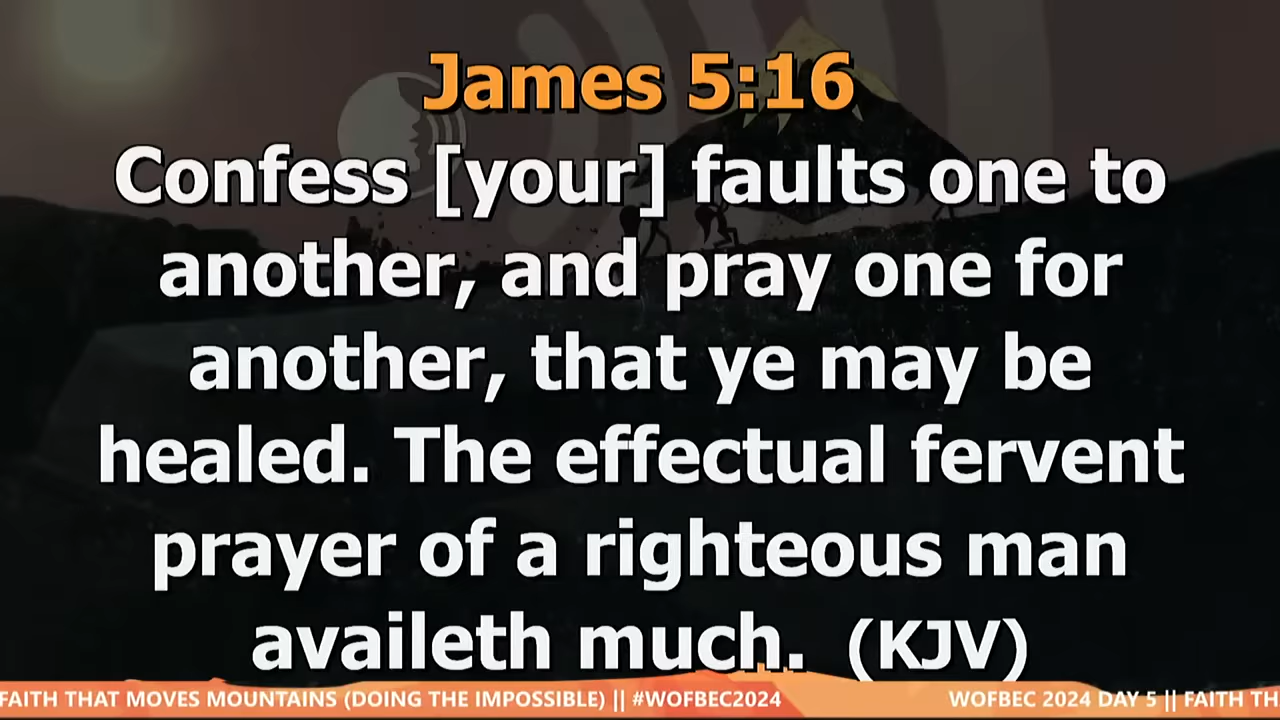 James 5:16
Confess [your] faults one to
another, and pray one for
another, that ye may be
healed. The effectual fervent
prayer of a righteous man
availeth much. (KJV)
FAITH THAT MOVES MOUNTAINS (DOING THE IMPOSSIBLE) || #WOFBEC2024 WOFBEC 2024 DAY 5 || FAITH TH